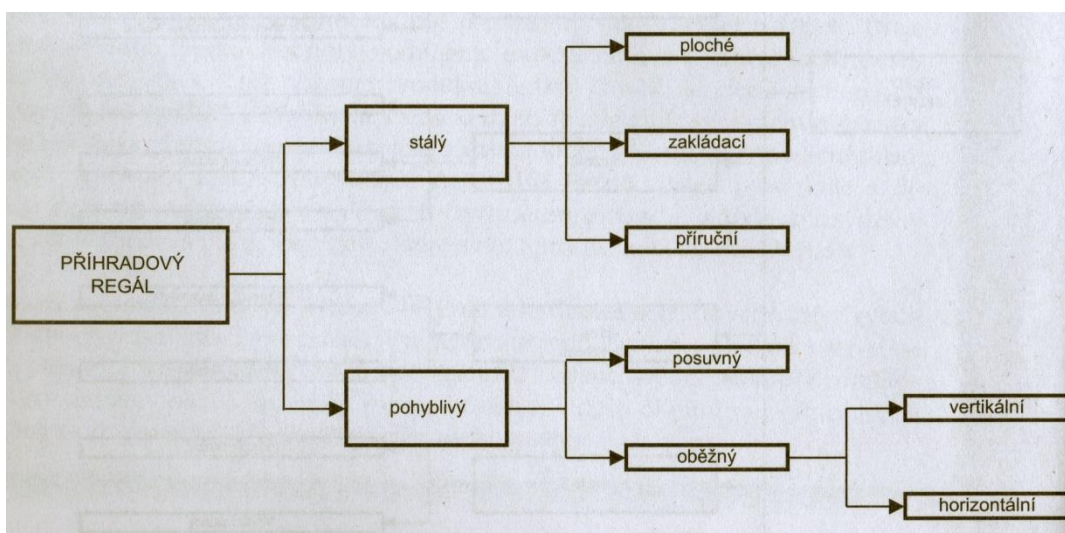 ploché
stálý
zakládací
příruční
PŘÍHRADOVÝ
REGÁL
posuvný
pohyblivý
vertikální
oběžný
horizontální